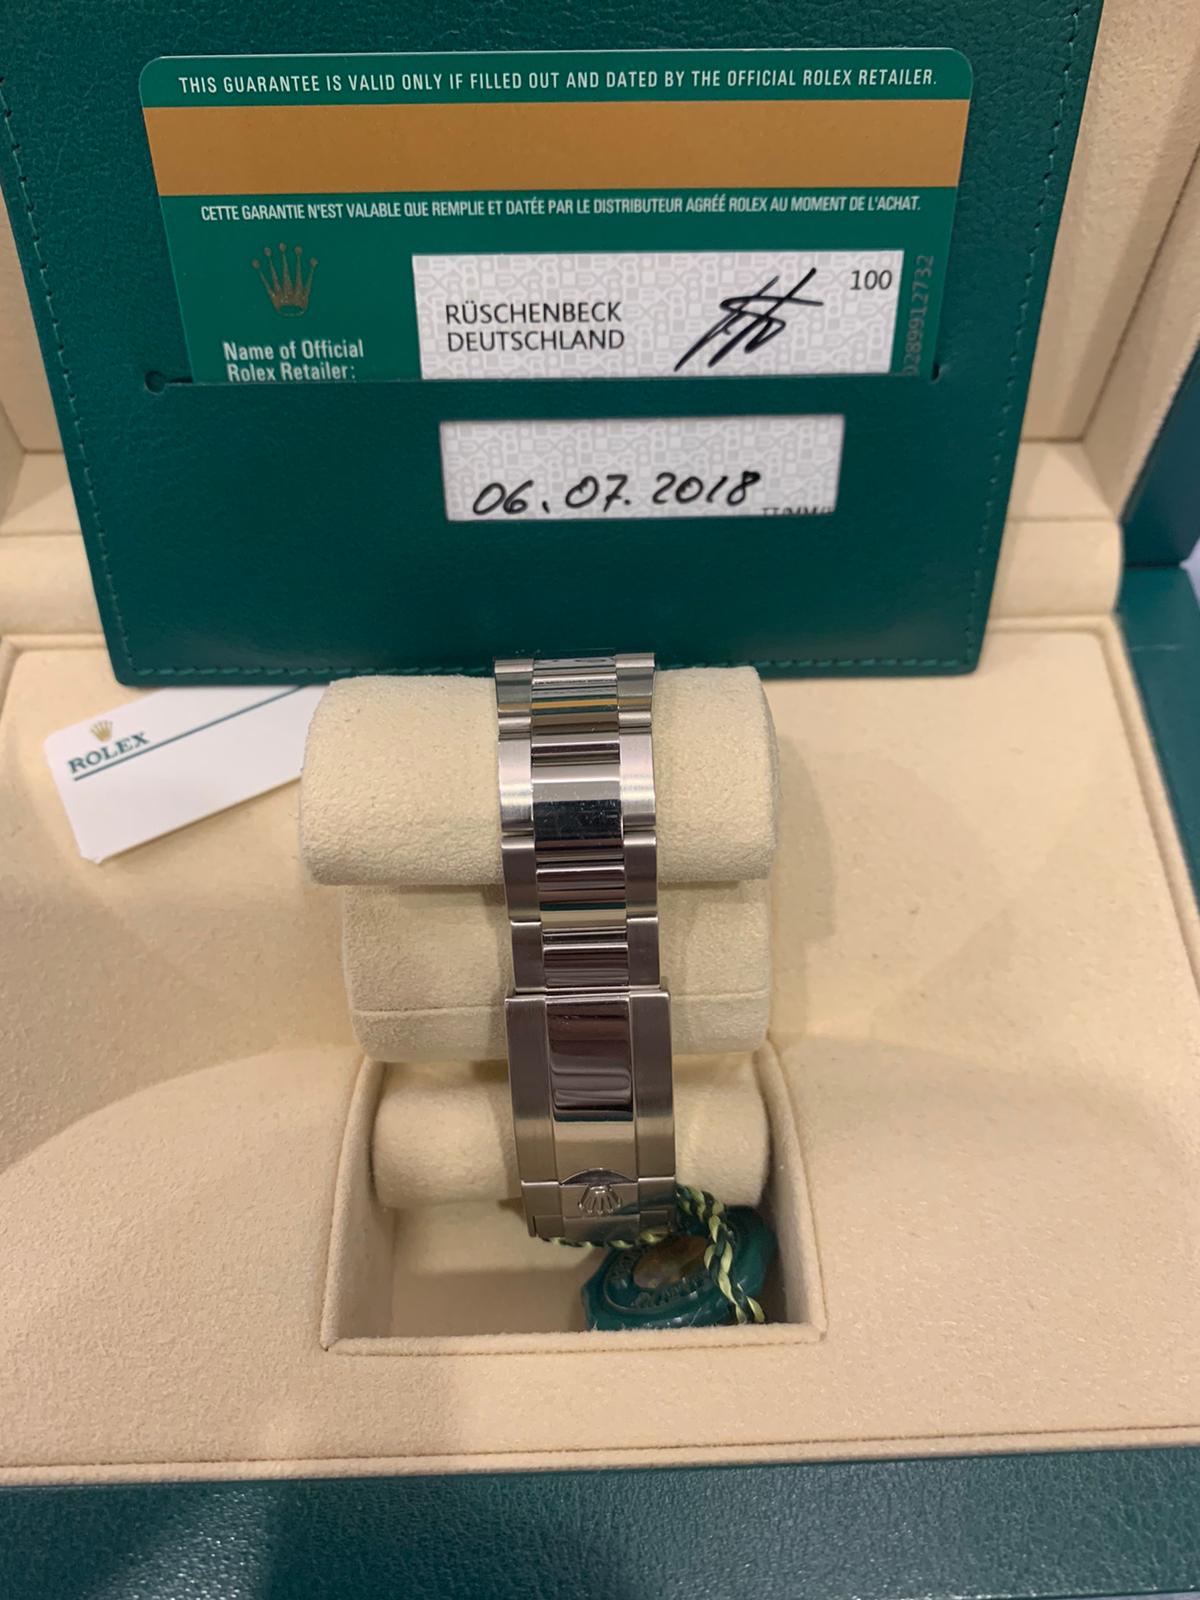 THIS GUARANTEE IS VALID ONLY IF FILLED OUT AND DATED BY THE OFFICIAL ROLEX RETAILER.
CETTE GARANTIE N'EST VALABLE QUE REMPLIE ET DATÉE PAR LE DISTRIBUTEUR AGRÉÉ ROLEX AU MOMENT DE L'ACHAT.
100
RÜSCHENBECK
DEUTSCHLAND
Name of Official
Rolex Retailer:
0289912732
06.07.2018
ROLEX